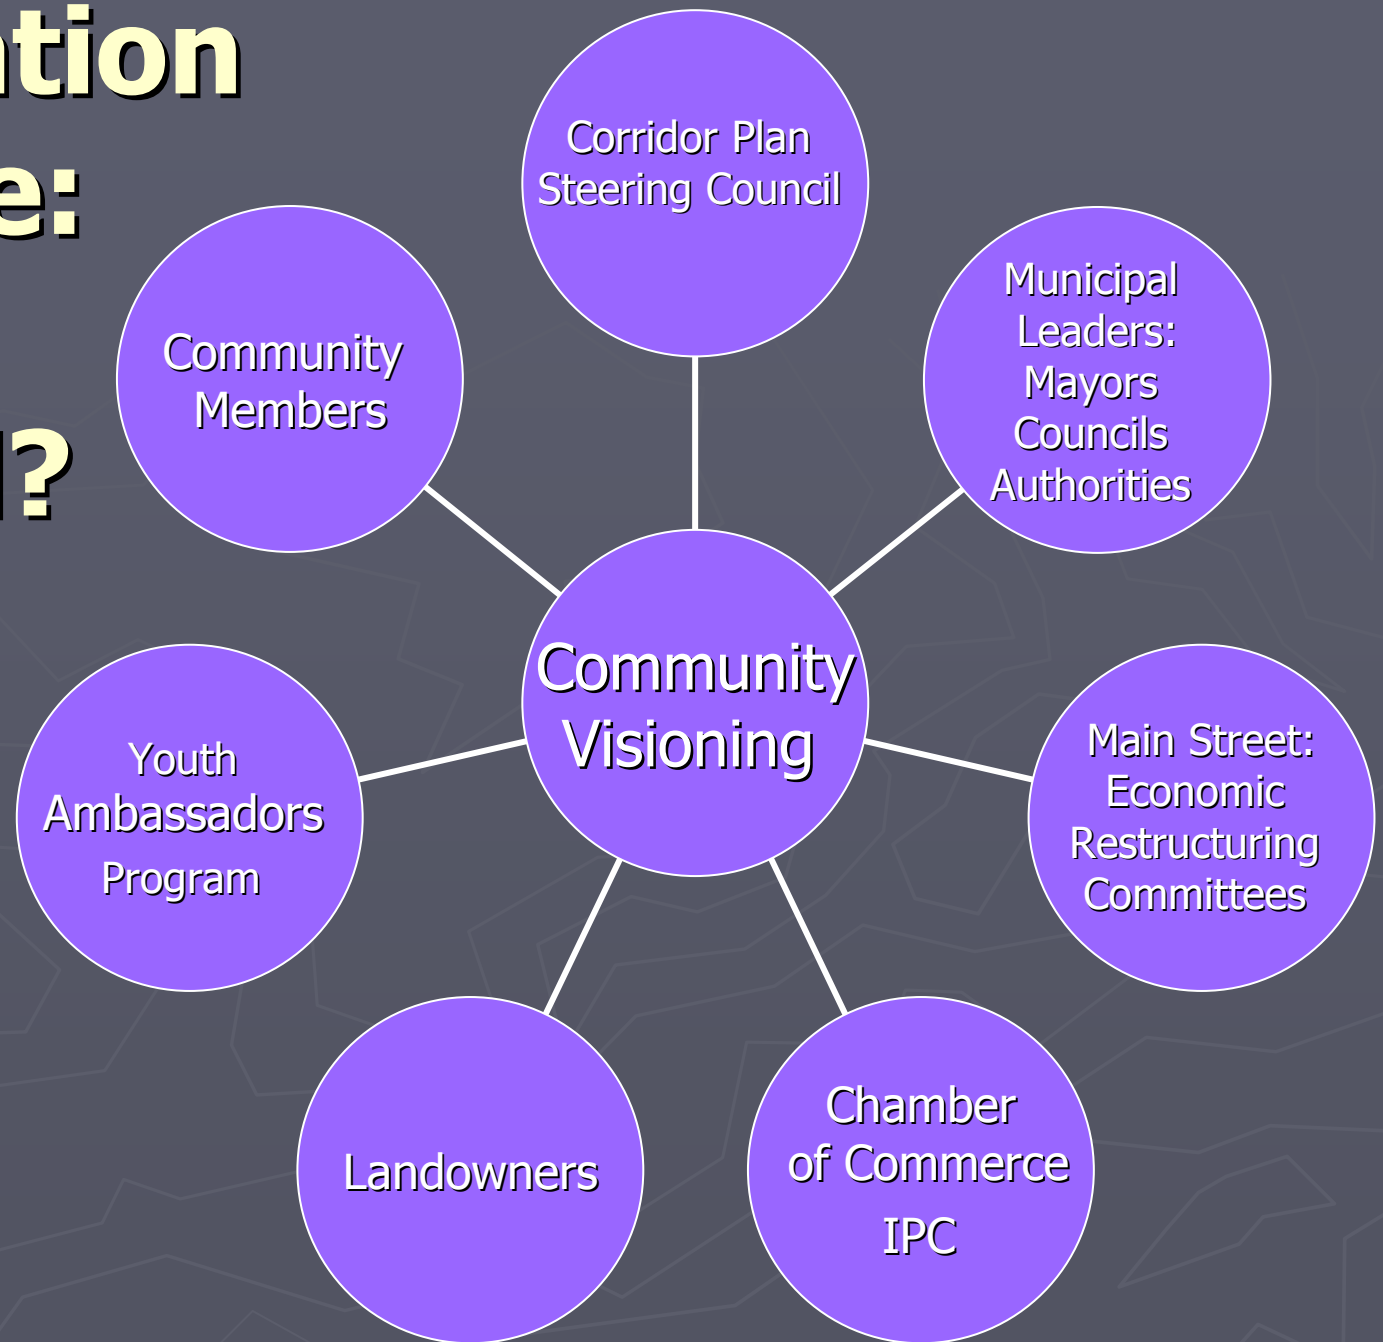 ation
e:
?
Corridor Plan
Steering Council
Municipal
Leaders:
Mayors
Councils
Authorities
Main Street:
Economic
Restructuring
Committees
Chamber
of Commerce
IPC
Landowners
Youth
Ambassadors
Program
Community
Members
Community
Visioning